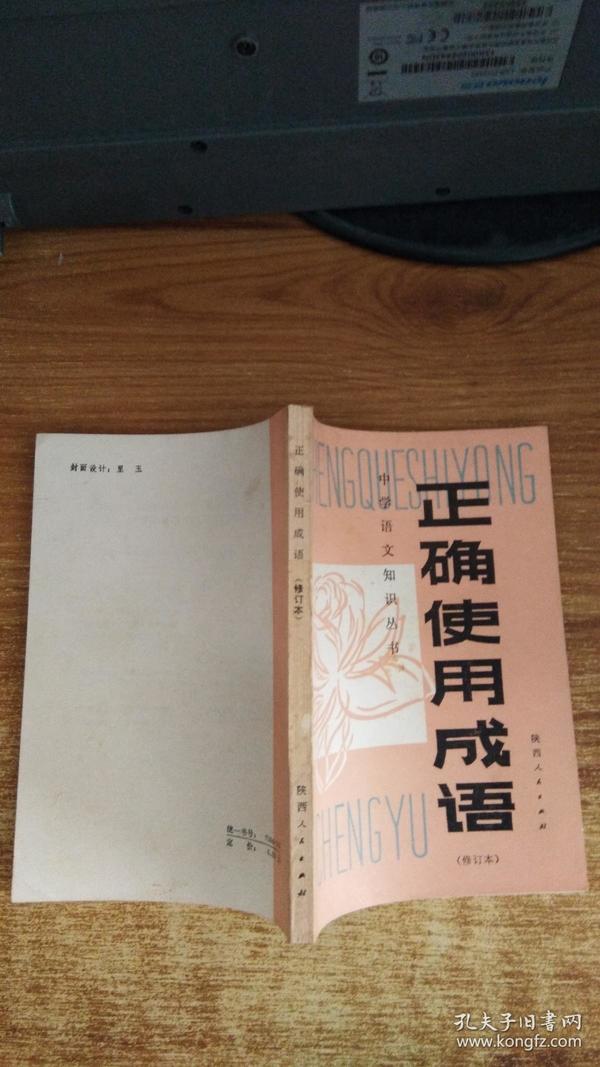 封面设计：里 玉
统一书号：
定 价：
正确使用成语（修订本）
陕西人民出版社
ZHENGQUESHIYONG
中学语文知识丛书
正确使用成语
陕西人民出版社
CHENGYU
（修订本）
孔夫子旧书网
www.kongfz.com